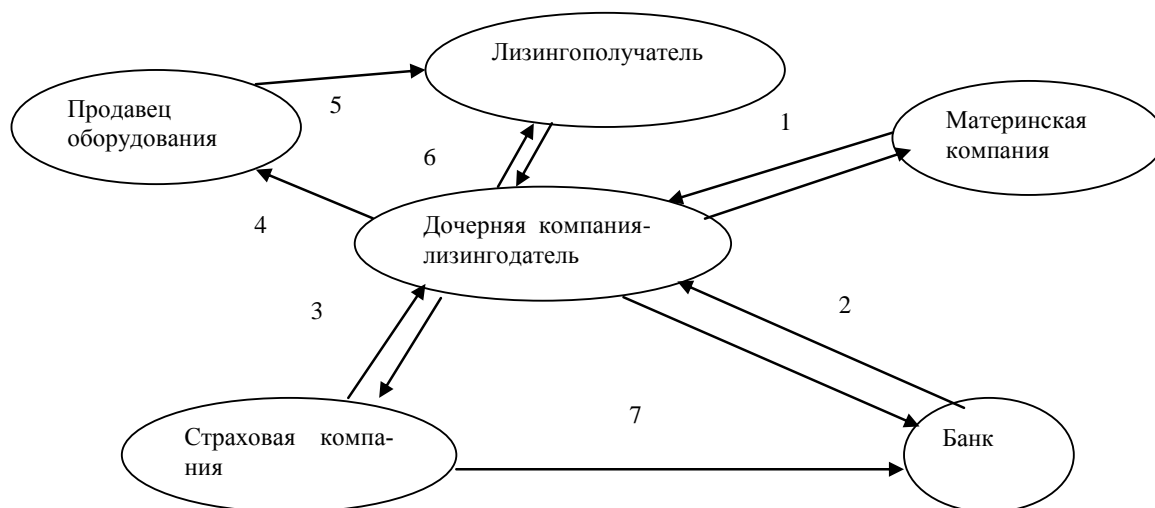 Лизингополучатель
Продавец
оборудования
5
1
Материнская
компания
6
4
Дочерняя компания-
лизингодатель
3
2
7
Страховая компа-
ния
Банк